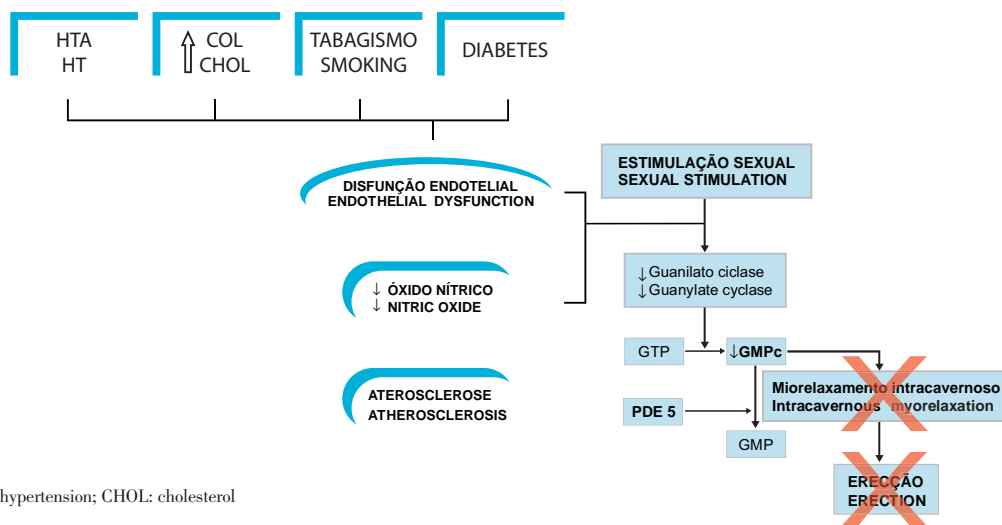 HTA
HT
⇧ COL
CHOL
TABAGISMO
SMOKING
DIABETES
DISFUNÇÃO ENDOTELIAL
ENDOTHELIAL DYSFUNCTION
ESTIMULAÇÃO SEXUAL
SEXUAL STIMULATION
↓ ÓXIDO NÍTRICO
↓ NITRIC OXIDE
↓ Guanilato ciclase
↓ Guanylate cyclase
GTP
↓GMPc
ATEROSCLEROSE
ATHEROSCLEROSIS
Miorelaxamento intracavernoso
Intracavernous myorelaxation
PDE 5
GMP
ERECÇÃO
ERECTION
hypertension; CHOL: cholesterol